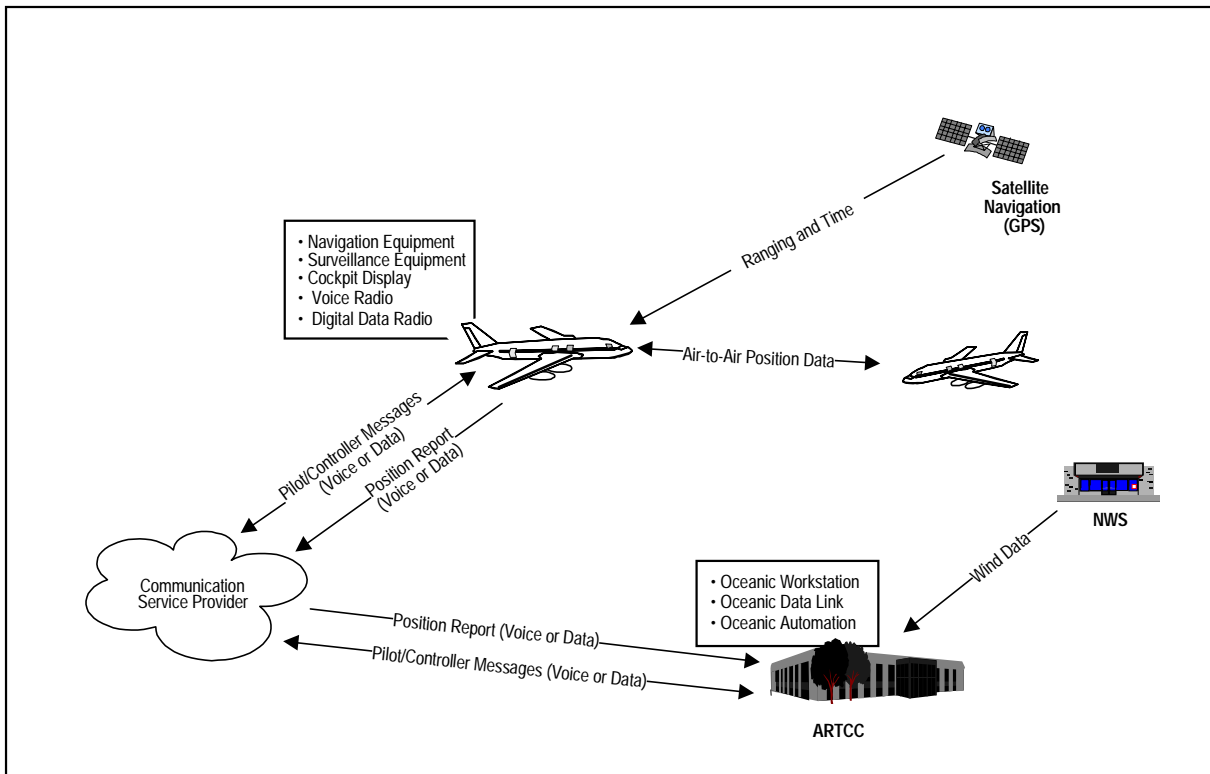 Satellite
Navigation
(GPS)
Ranging and Time
• Navigation Equipment
• Surveillance Equipment
• Cockpit Display
• Voice Radio
• Digital Data Radio
Air-to-Air Position Data
Pilot/Controller Messages
(Voice or Data)
Position Report
(Voice or Data)
NWS
Wind Data
Communication
Service Provider
• Oceanic Workstation
• Oceanic Data Link
• Oceanic Automation
Position Report (Voice or Data)
Pilot/Controller Messages (Voice or Data)
ARTCC